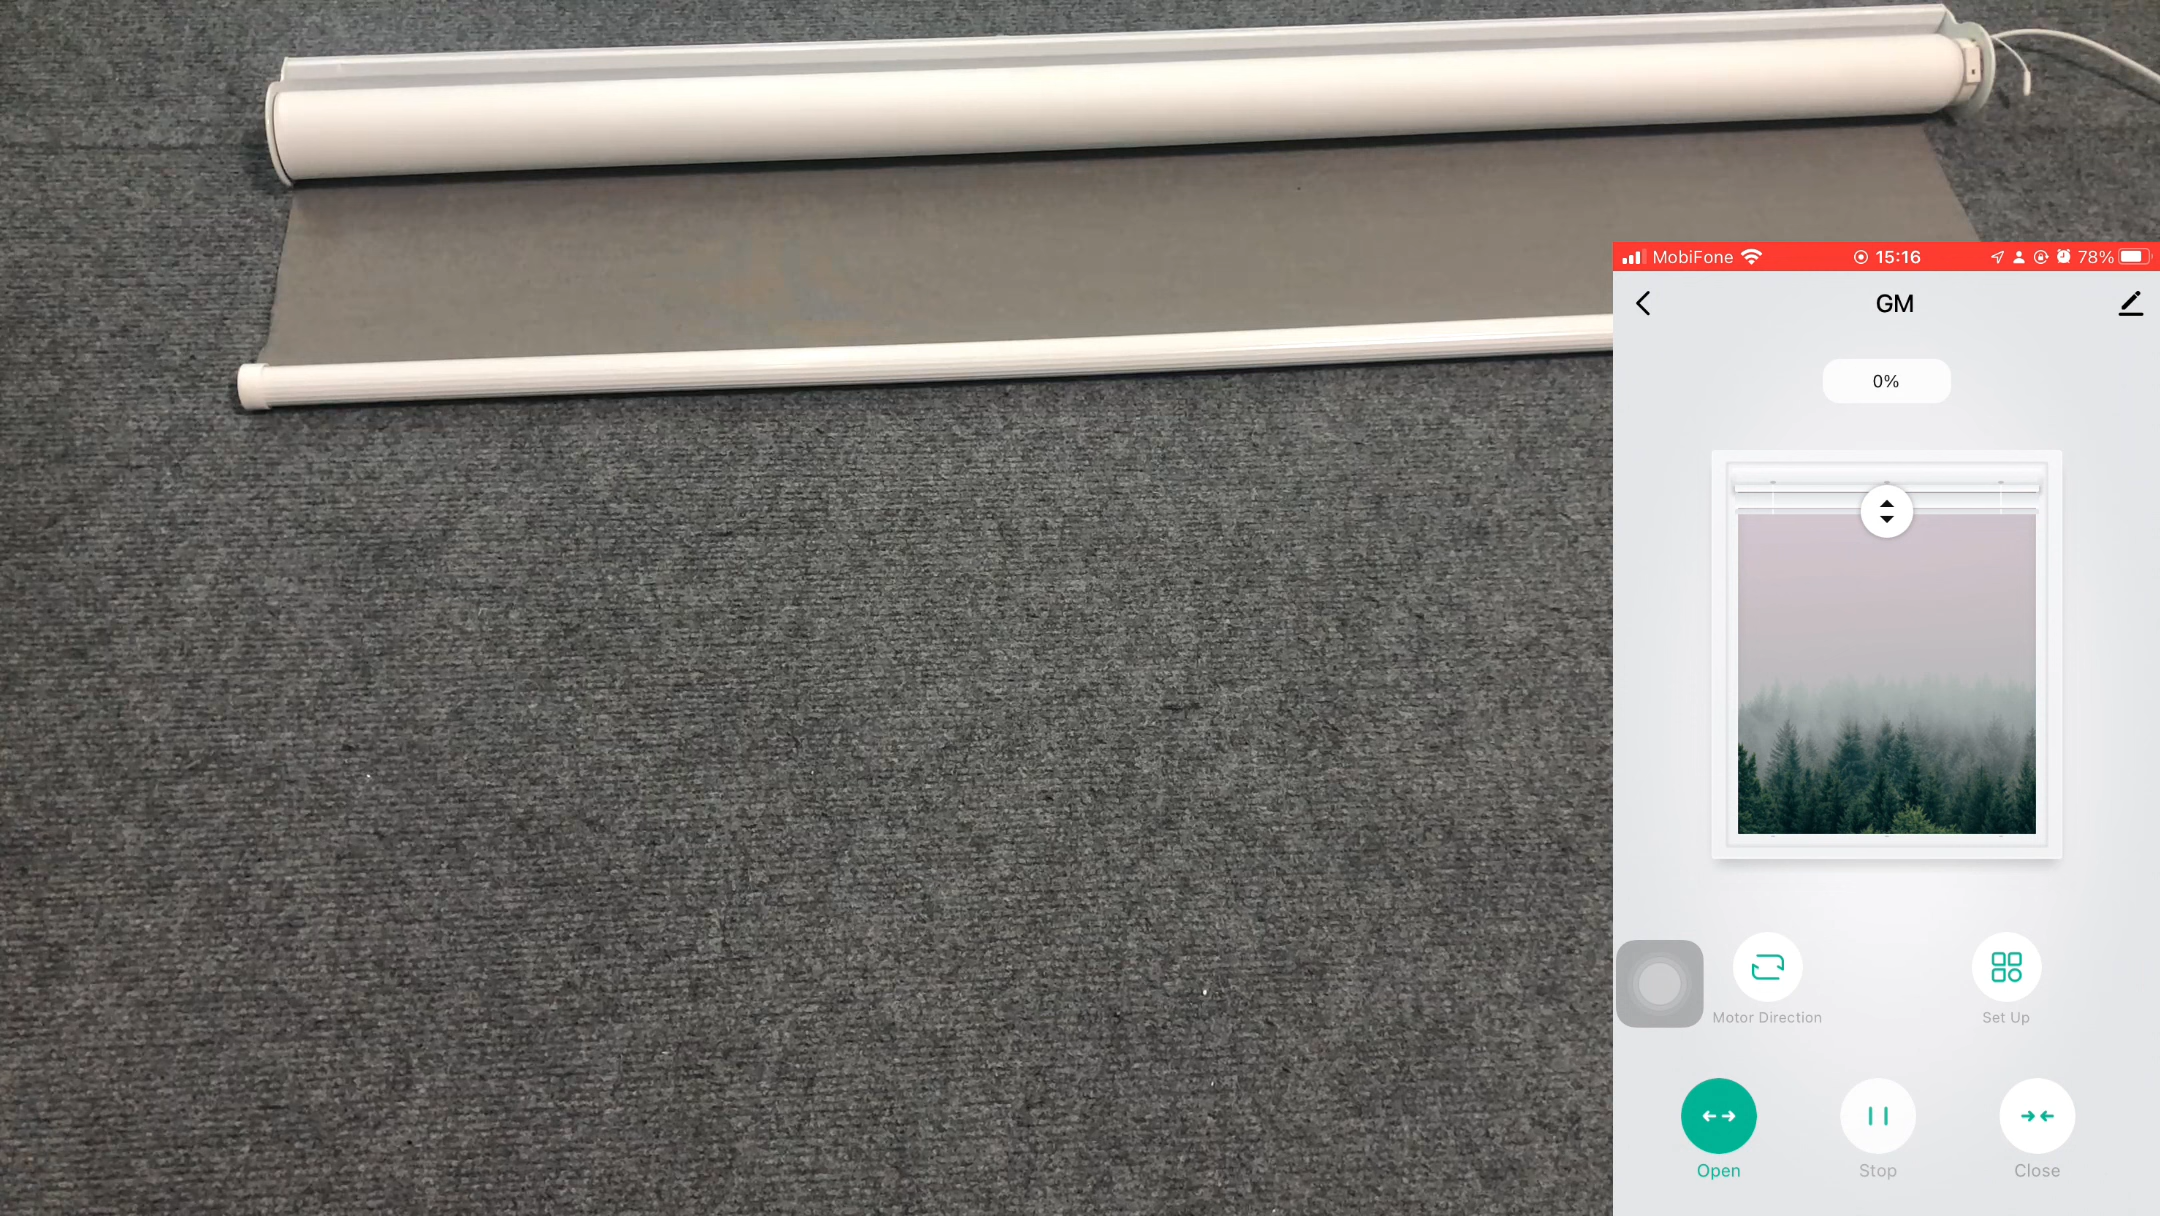 MobiFone 15:16 78%
GM
0%
Motor Direction Set Up
Open Stop Close